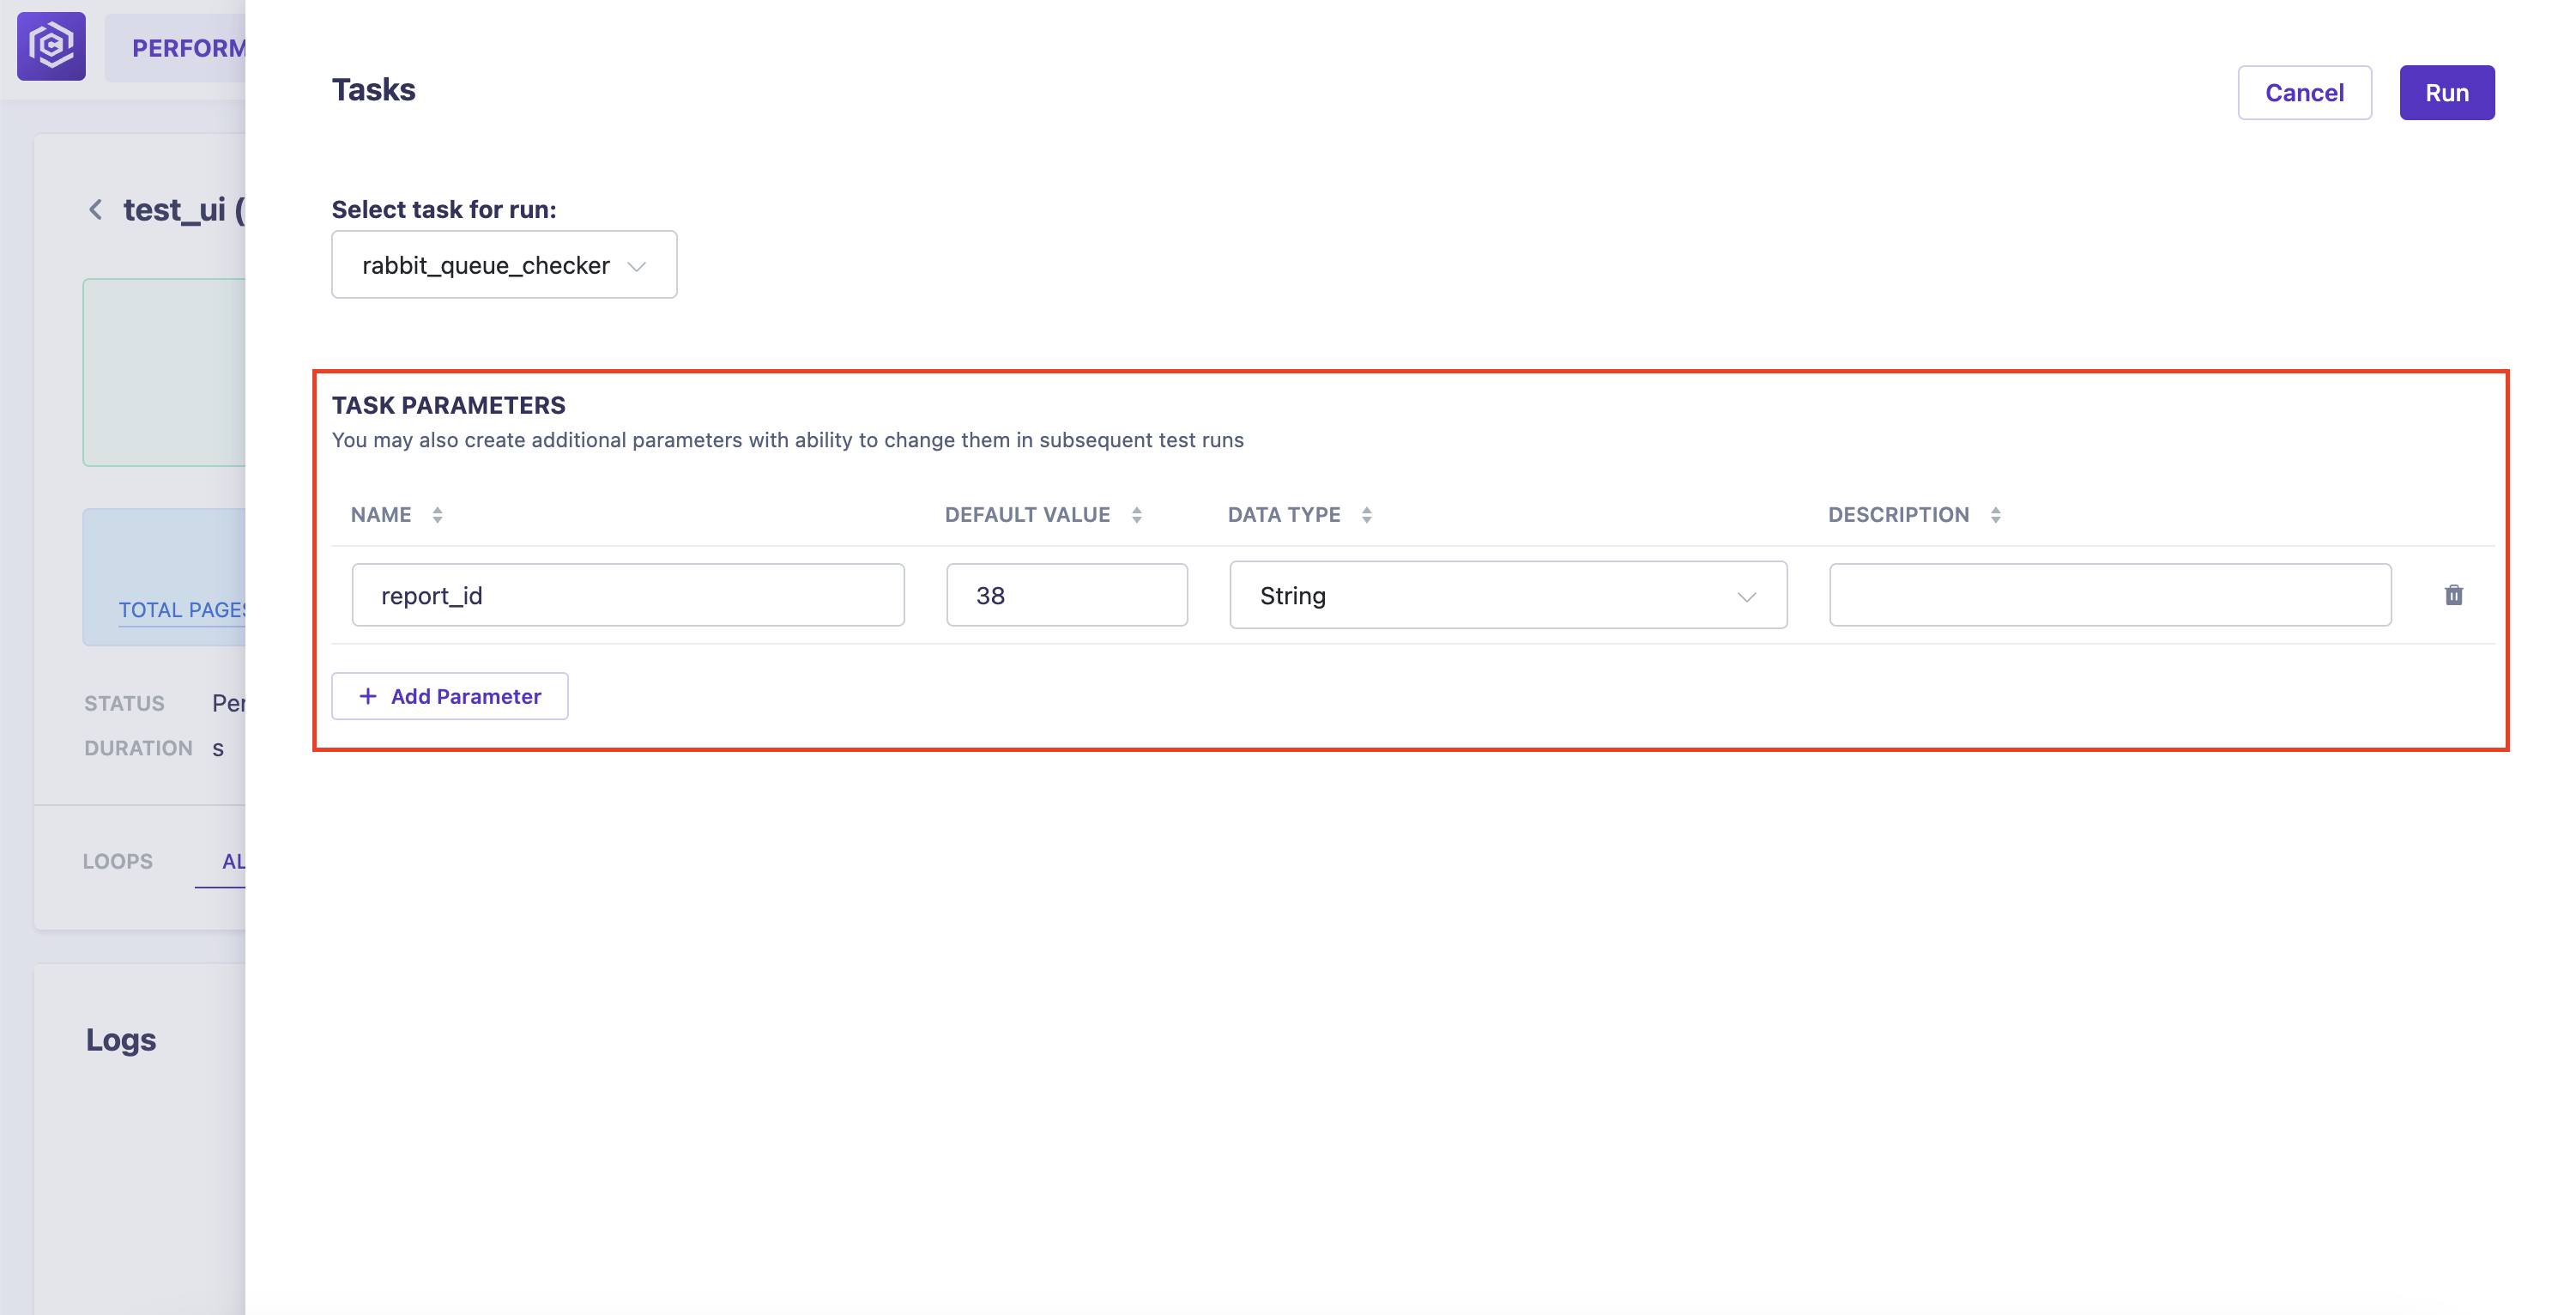 PERFORM
Tasks
Cancel
Run
test_ui (
Select task for run:
rabbit_queue_checker
TASK PARAMETERS
You may also create additional parameters with ability to change them in subsequent test runs
NAME DEFAULT VALUE DATA TYPE DESCRIPTION
report_id 38 String
TOTAL PAGES
+ Add Parameter
STATUS Per
DURATION s
LOOPS AL
Logs